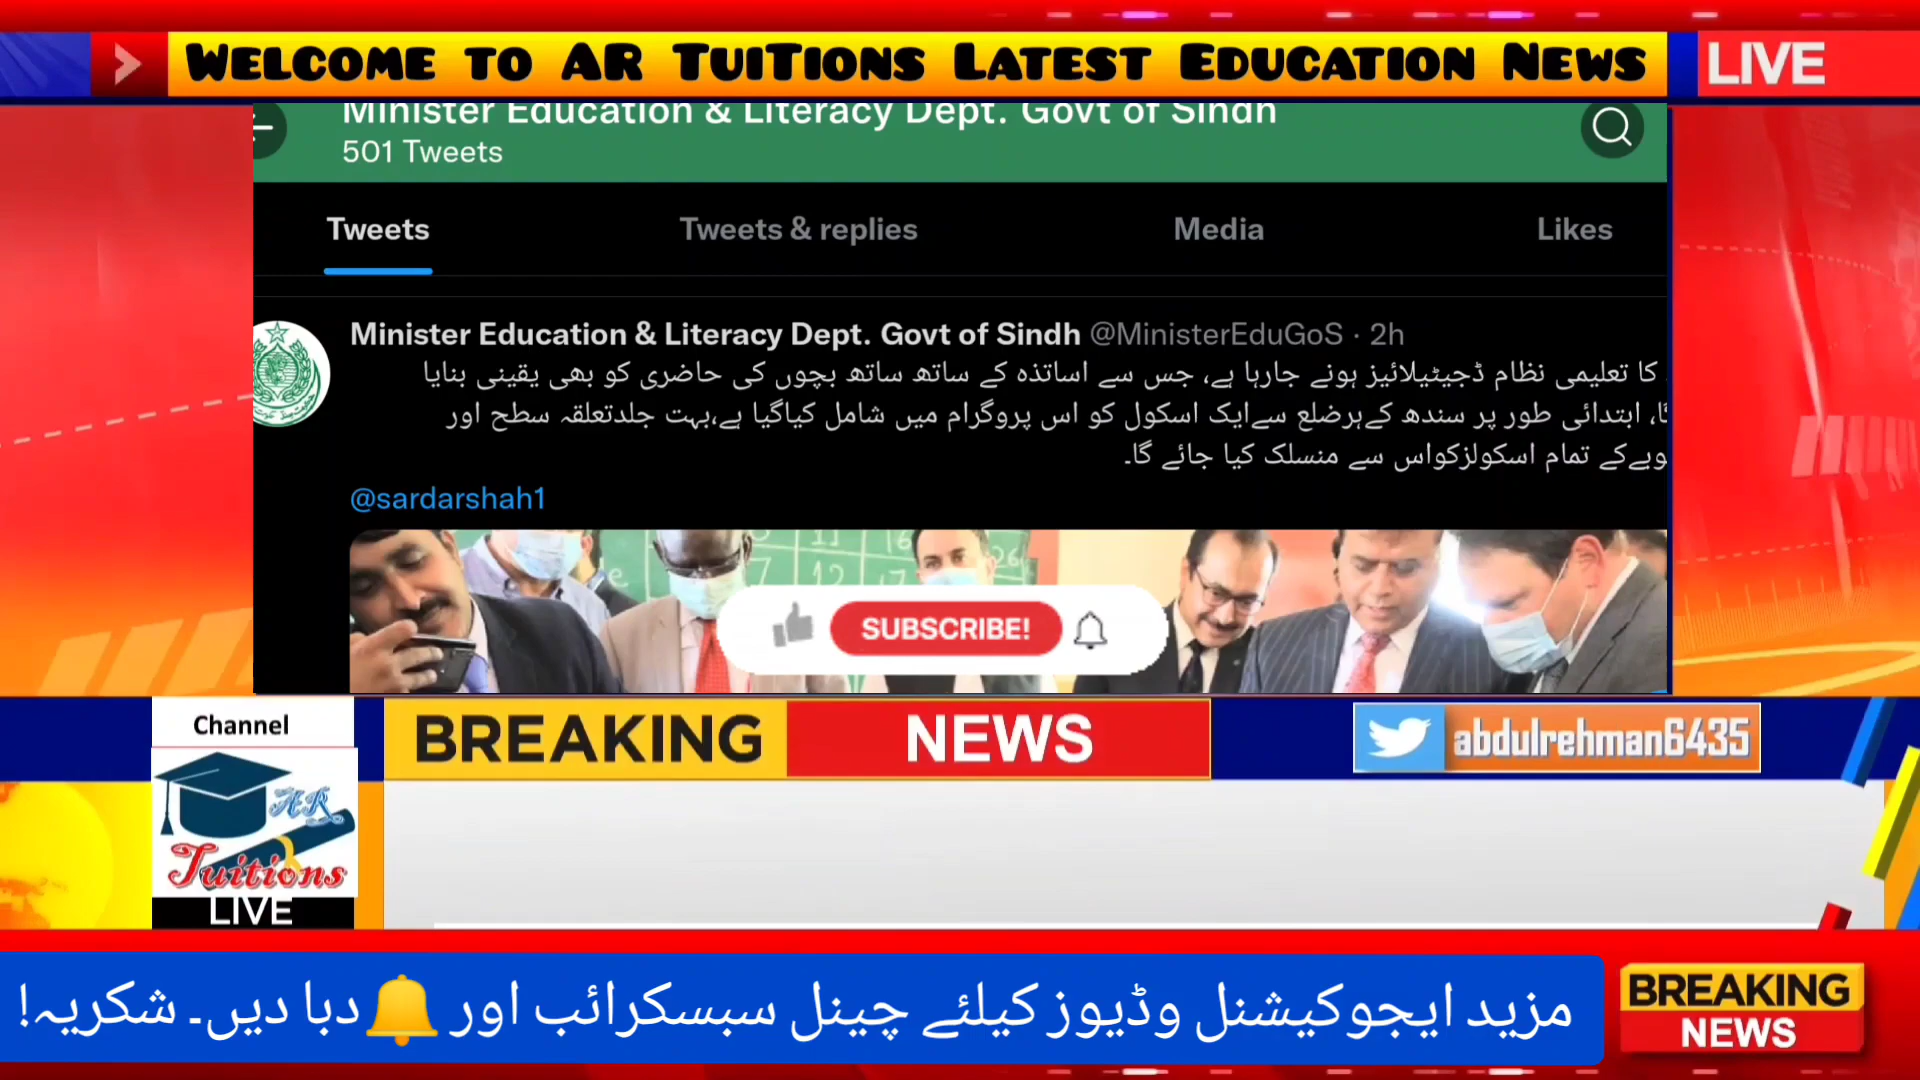 WELCOME TO AR TUITIONS LATEST EDUCATION NEWS
LIVE
Minister Education & Literacy Dept. Govt of Sindh
501 Tweets
Tweets
Tweets & replies
Media
Likes
Minister Education & Literacy Dept. Govt of Sindh @MinisterEduGoS · 2h
کا تعلیمی نظام ڈجیٹیلائیز ہونے جارہا ہے، جس سے اساتذہ کے ساتھ ساتھ بچوں کی حاضری کو بھی یقینی بنایا
ابتدائی طور پر سندھ کےہرضلع سےایک اسکول کو اس پروگرام میں شامل کیاگیا ہے،بہت جلدتعلقہ سطح اور
تمام اسکولزکواس سے منسلک کیا جائے گا۔
@sardarshah1
SUBSCRIBE!
Channel
BREAKING NEWS
abdulrehman6435
AR
Tuitions
LIVE
مزید ایجوکیشنل وڈیوز کیلئے چینل سبسکرائب اور 🔔 دبا دیں۔ شکریہ!
BREAKING
NEWS